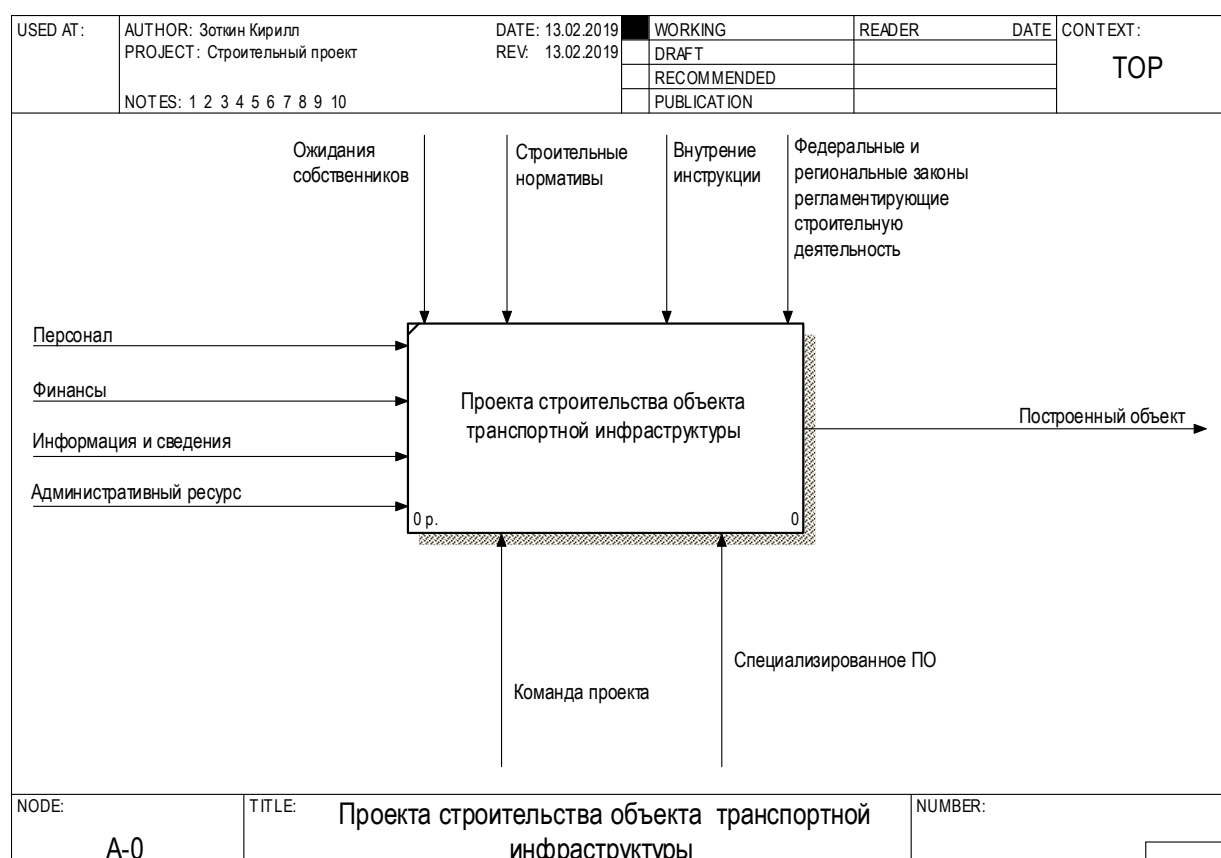 USED AT:
AUTHOR: Зоткин Кирилл
DATE: 13.02.2019
PROJECT: Строительный проект
REV: 13.02.2019
NOTES: 1 2 3 4 5 6 7 8 9 10
WORKING
DRAFT
RECOMMENDED
PUBLICATION
READER
DATE
CONTEXT:
TOP
Ожидания
собственников
Строительные
нормативы
Внутрение
инструкции
Федеральные и
региональные законы
регламентирующие
строительную
деятельность
Персонал
Финансы
Информация и сведения
Административный ресурс
Проекта строительства объекта
транспортной инфраструктуры
0 р.
0
Построенный объект
Специализированное ПО
Команда проекта
NODE:
A-0
TITLE:
Проекта строительства объекта транспортной
инфраструктуры
NUMBER: